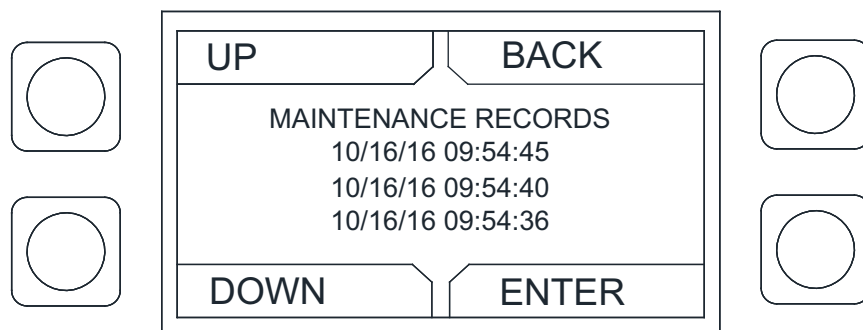 UP BACK
MAINTENANCE RECORDS
10/16/16 09:54:45
10/16/16 09:54:40
10/16/16 09:54:36
DOWN ENTER